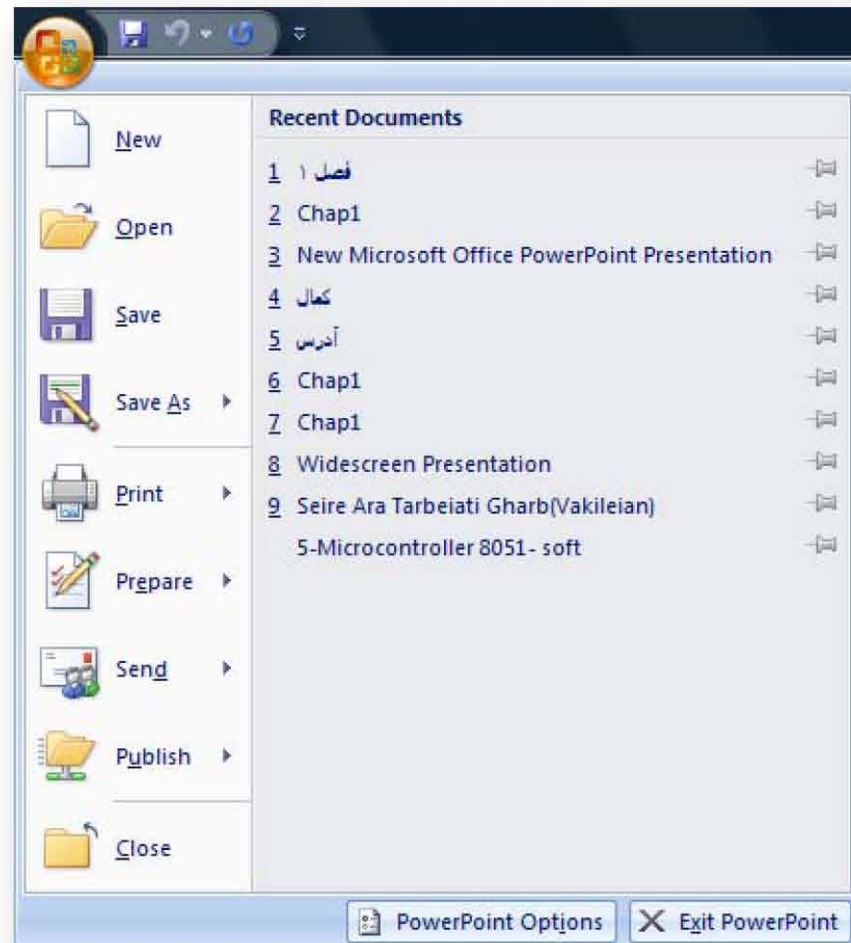 New
Open
Save
Save As
Print
Prepare
Send
Publish
Close
Recent Documents
1 فصل ۱
2 Chap1
3 New Microsoft Office PowerPoint Presentation
4 کمال
5 آدرس
6 Chap1
7 Chap1
8 Widescreen Presentation
9 Seire Ara Tarbeiati Gharb(Vakileian)
5-Microcontroller 8051- soft
PowerPoint Options
Exit PowerPoint